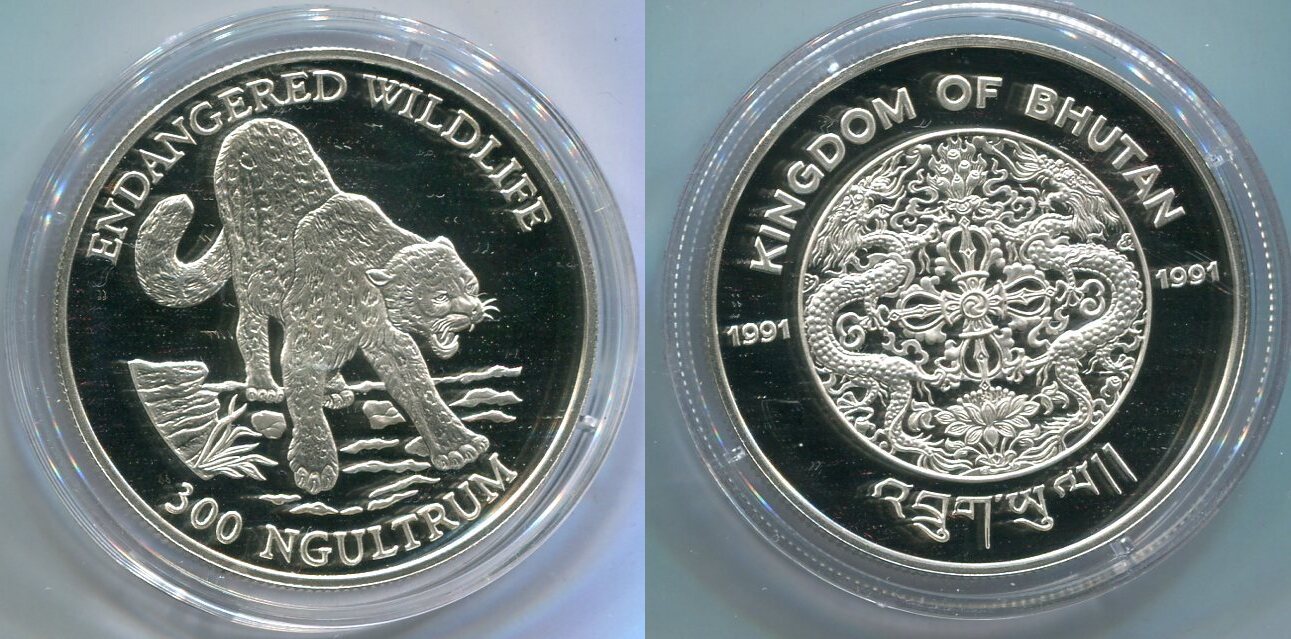 ENDANGERED WILDLIFE
300 NGULTRUM
KINGDOM OF BHUTAN
1991
1991
འབྲུག་ཡུལ།།